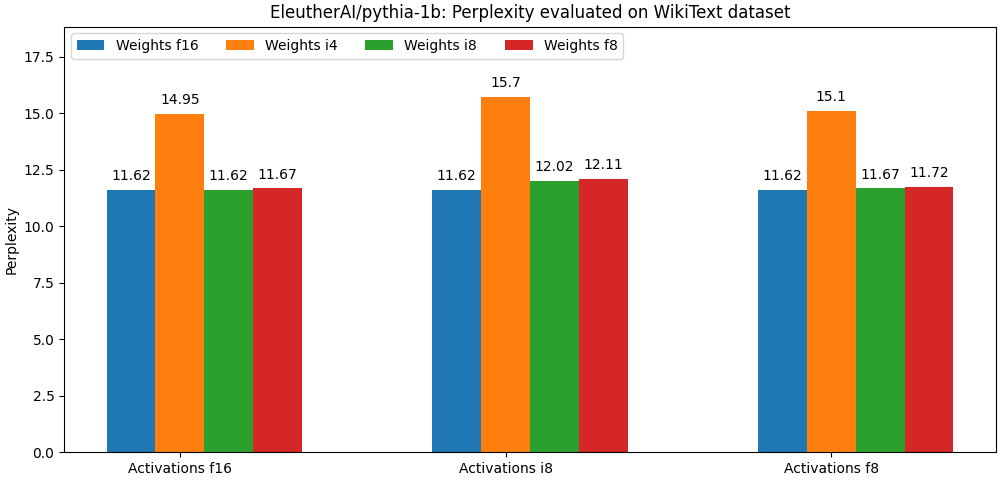 EleutherAI/pythia-1b: Perplexity evaluated on WikiText dataset
Weights f16 Weights i4 Weights i8 Weights f8
Perplexity
17.5
15.0
12.5
10.0
7.5
5.0
2.5
0.0
11.62 14.95 11.62 11.67
11.62 15.7 12.02 12.11
11.62 15.1 11.67 11.72
Activations f16 Activations i8 Activations f8